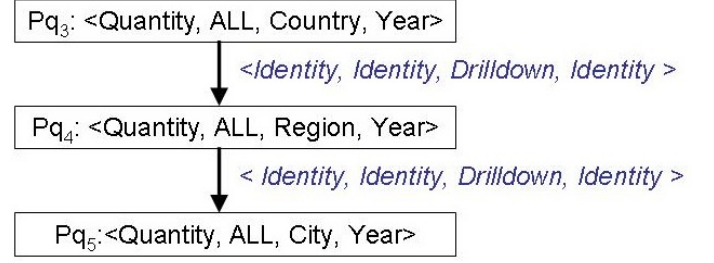 Pq₃: <Quantity, ALL, Country, Year>
<Identity, Identity, Drilldown, Identity >
Pq₄: <Quantity, ALL, Region, Year>
< Identity, Identity, Drilldown, Identity >
Pq₅:<Quantity, ALL, City, Year>